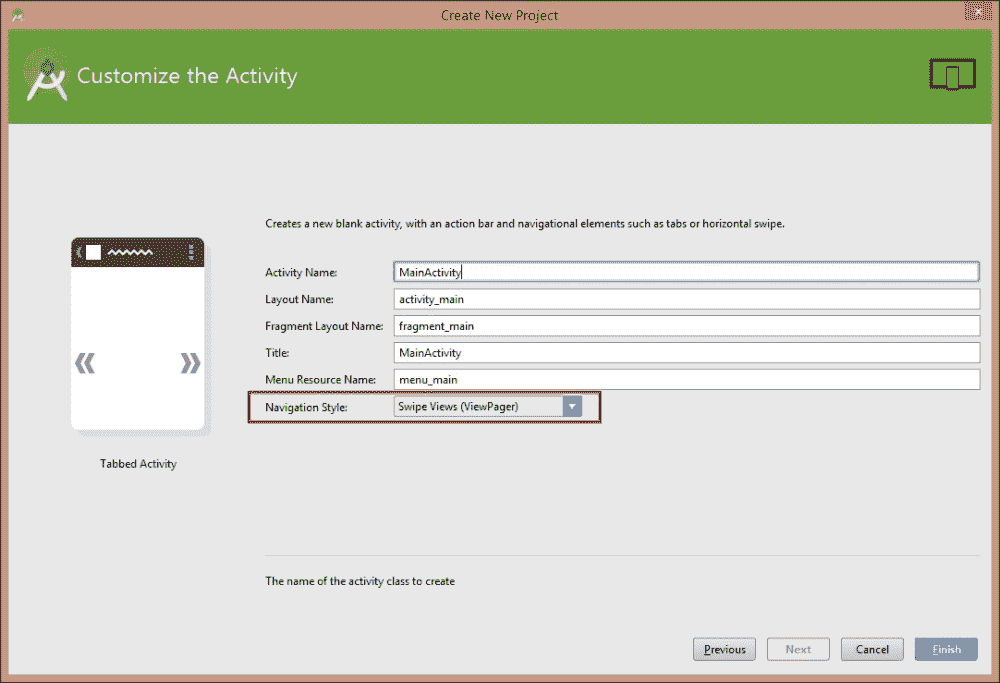 Create New Project
Customize the Activity
Creates a new blank activity, with an action bar and navigational elements such as tabs or horizontal swipe.
Activity Name: MainActivity
Layout Name: activity_main
Fragment Layout Name: fragment_main
Title: MainActivity
Menu Resource Name: menu_main
Navigation Style: Swipe Views (ViewPager)
Tabbed Activity
The name of the activity class to create
Previous Next Cancel Finish